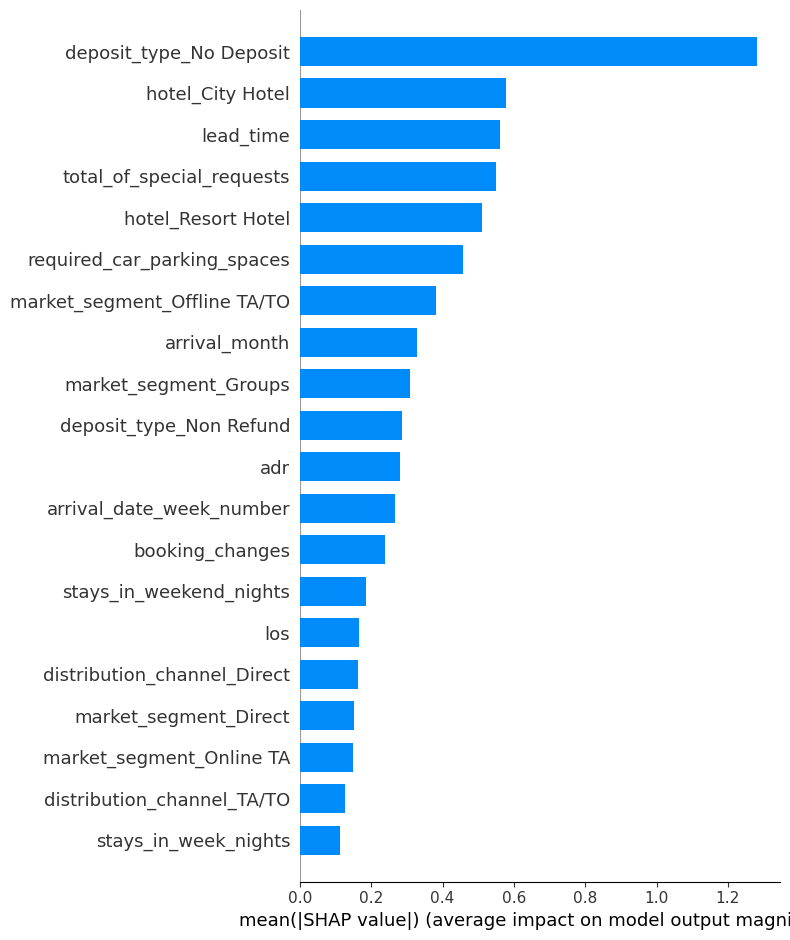 deposit_type_No Deposit
hotel_City Hotel
lead_time
total_of_special_requests
hotel_Resort Hotel
required_car_parking_spaces
market_segment_Offline TA/TO
arrival_month
market_segment_Groups
deposit_type_Non Refund
adr
arrival_date_week_number
booking_changes
stays_in_weekend_nights
los
distribution_channel_Direct
market_segment_Direct
market_segment_Online TA
distribution_channel_TA/TO
stays_in_week_nights
0.0 0.2 0.4 0.6 0.8 1.0 1.2
mean(|SHAP value|) (average impact on model output magni